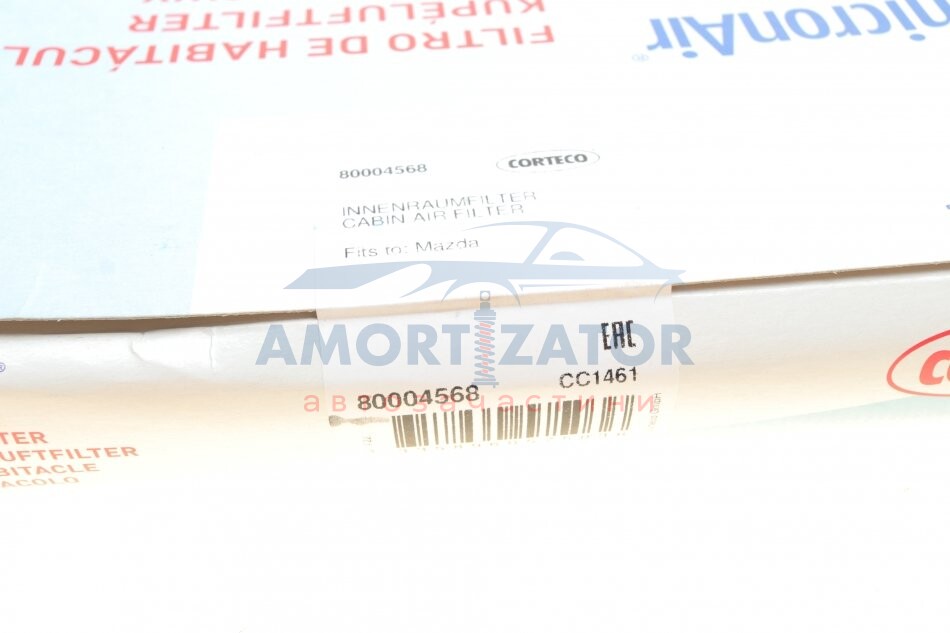 micronAir®
FILTRO DE HABITÁCUL
KUPÉLUFTFILTER
80004568
CORTECO
INNENRAUMFILTER
CABIN AIR FILTER
Fits to: Mazda
AMORTIZATOR
автозапчастини
EAC
80004568
CC1461
TER
UFTFILTER
BITACLE
ACOLO